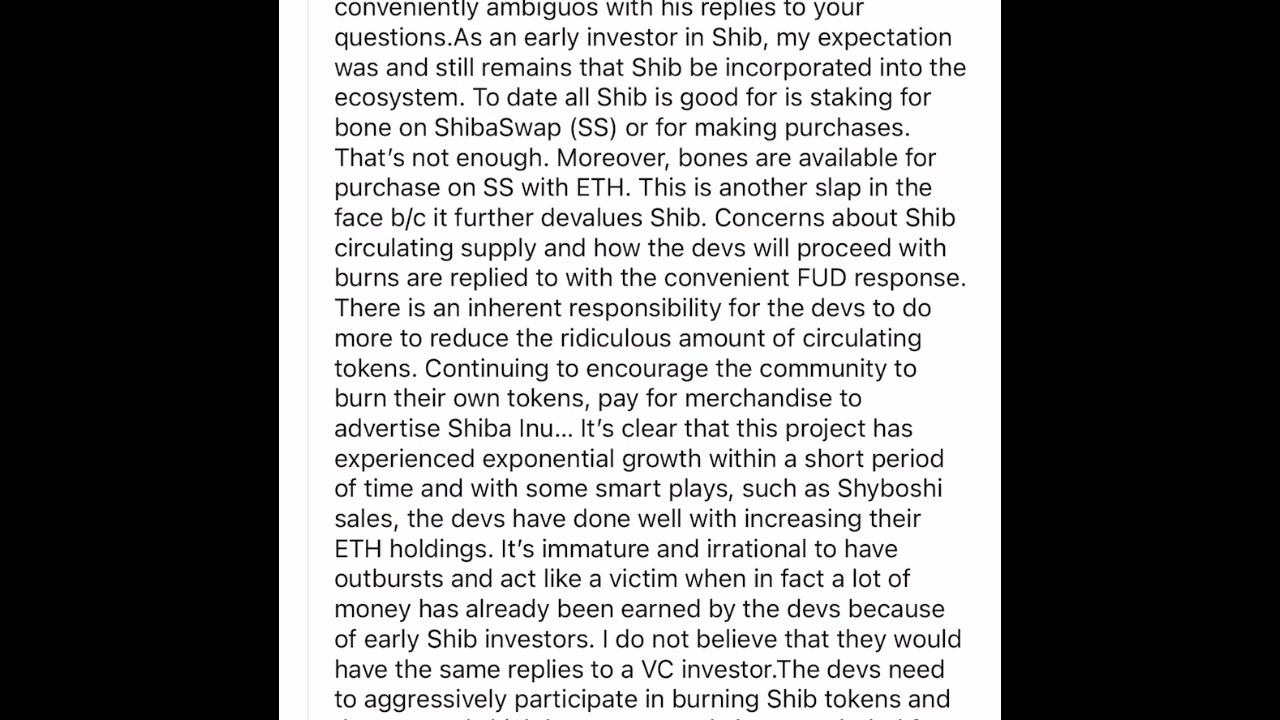 conveniently ambiguos with his replies to your
questions.As an early investor in Shib, my expectation
was and still remains that Shib be incorporated into the
ecosystem. To date all Shib is good for is staking for
bone on ShibaSwap (SS) or for making purchases.
That’s not enough. Moreover, bones are available for
purchase on SS with ETH. This is another slap in the
face b/c it further devalues Shib. Concerns about Shib
circulating supply and how the devs will proceed with
burns are replied to with the convenient FUD response.
There is an inherent responsibility for the devs to do
more to reduce the ridiculous amount of circulating
tokens. Continuing to encourage the community to
burn their own tokens, pay for merchandise to
advertise Shiba Inu... It’s clear that this project has
experienced exponential growth within a short period
of time and with some smart plays, such as Shyboshi
sales, the devs have done well with increasing their
ETH holdings. It’s immature and irrational to have
outbursts and act like a victim when in fact a lot of
money has already been earned by the devs because
of early Shib investors. I do not believe that they would
have the same replies to a VC investor.The devs need
to aggressively participate in burning Shib tokens and